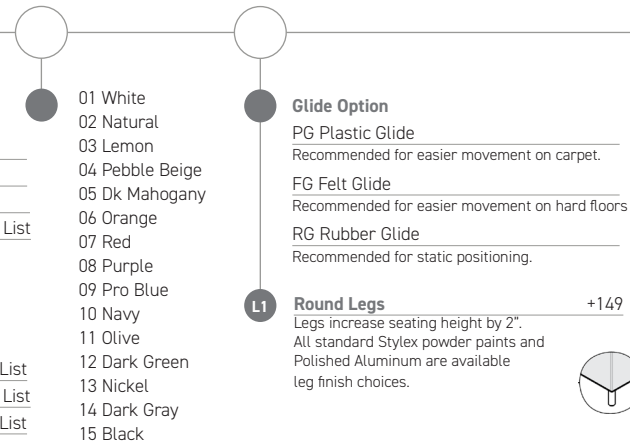 List
List
List
List
01 White
02 Natural
03 Lemon
04 Pebble Beige
05 Dk Mahogany
06 Orange
07 Red
08 Purple
09 Pro Blue
10 Navy
11 Olive
12 Dark Green
13 Nickel
14 Dark Gray
15 Black
Glide Option
PG Plastic Glide
Recommended for easier movement on carpet.
FG Felt Glide
Recommended for easier movement on hard floors
RG Rubber Glide
Recommended for static positioning.
L1 Round Legs +149
Legs increase seating height by 2".
All standard Stylex powder paints and
Polished Aluminum are available
leg finish choices.